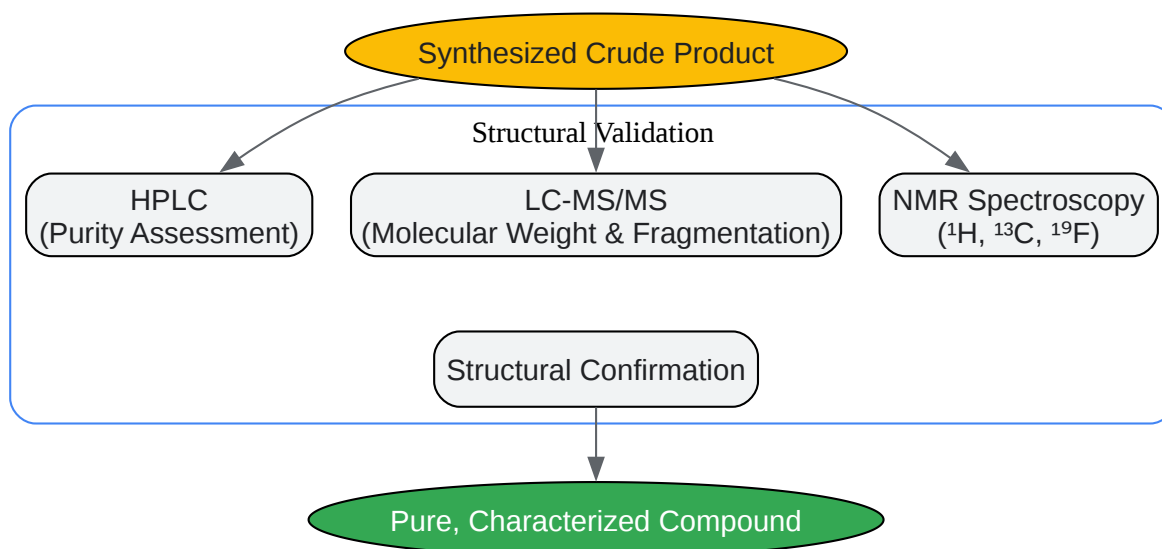 Synthesized Crude Product
Structural Validation
HPLC
(Purity Assessment)
LC-MS/MS
(Molecular Weight & Fragmentation)
NMR Spectroscopy
(¹H, ¹³C, ¹⁹F)
Structural Confirmation
Pure, Characterized Compound